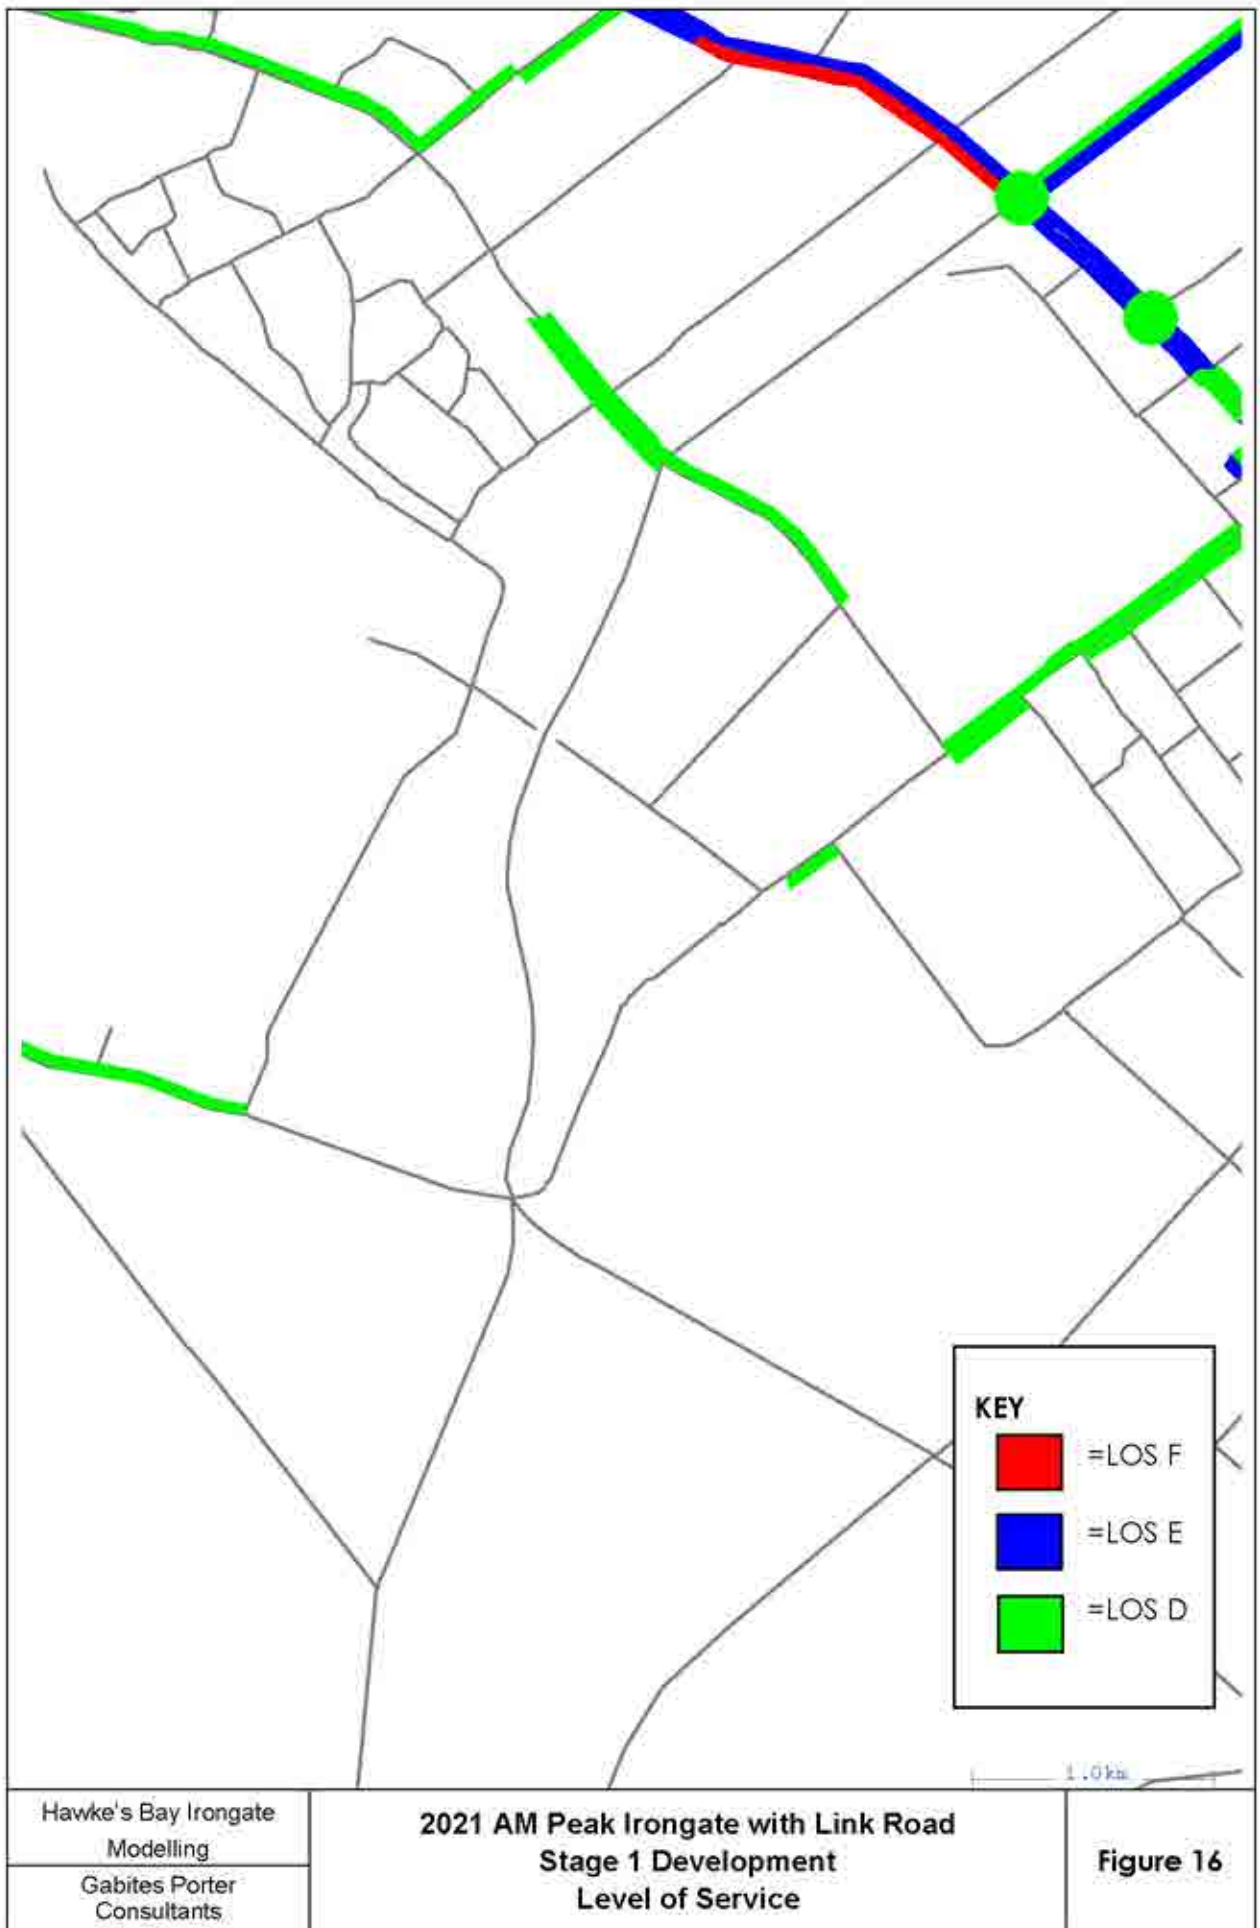 KEY
=LOS F
=LOS E
=LOS D
1.0km
Hawke's Bay Irongate
Modelling
Gabites Porter
Consultants
2021 AM Peak Irongate with Link Road
Stage 1 Development
Level of Service
Figure 16